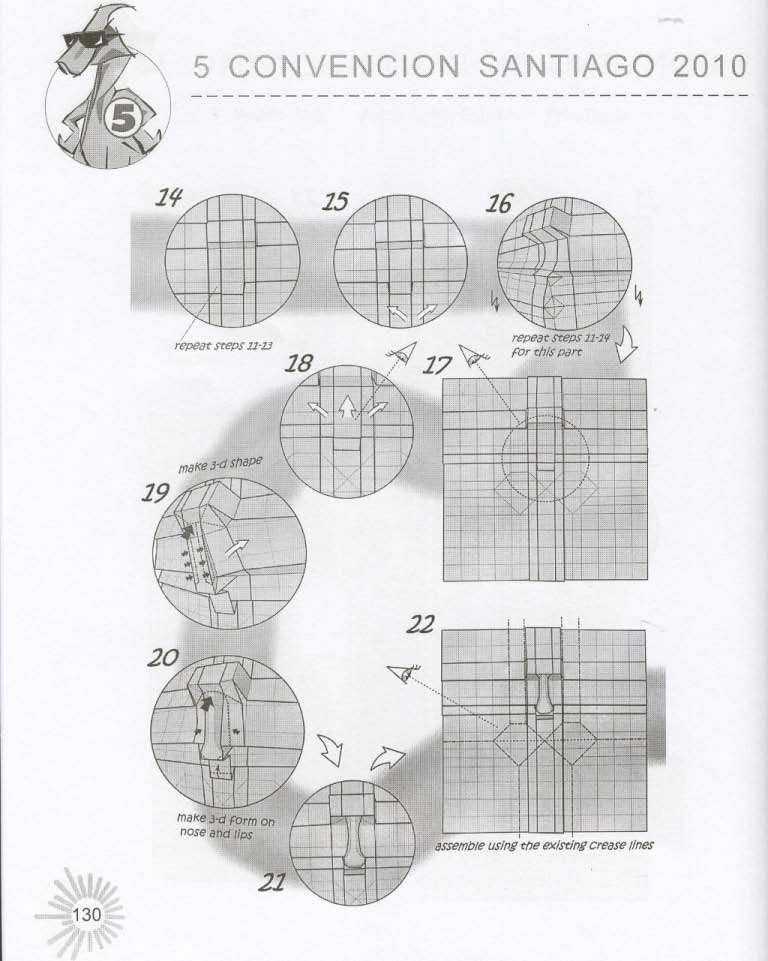 5 CONVENCION SANTIAGO 2010
5
14
15
16
repeat steps 11-13
repeat steps 11-14
for this part
18
17
make 3-d shape
19
22
20
make 3-d form on
nose and lips
assemble using the existing crease lines
21
130